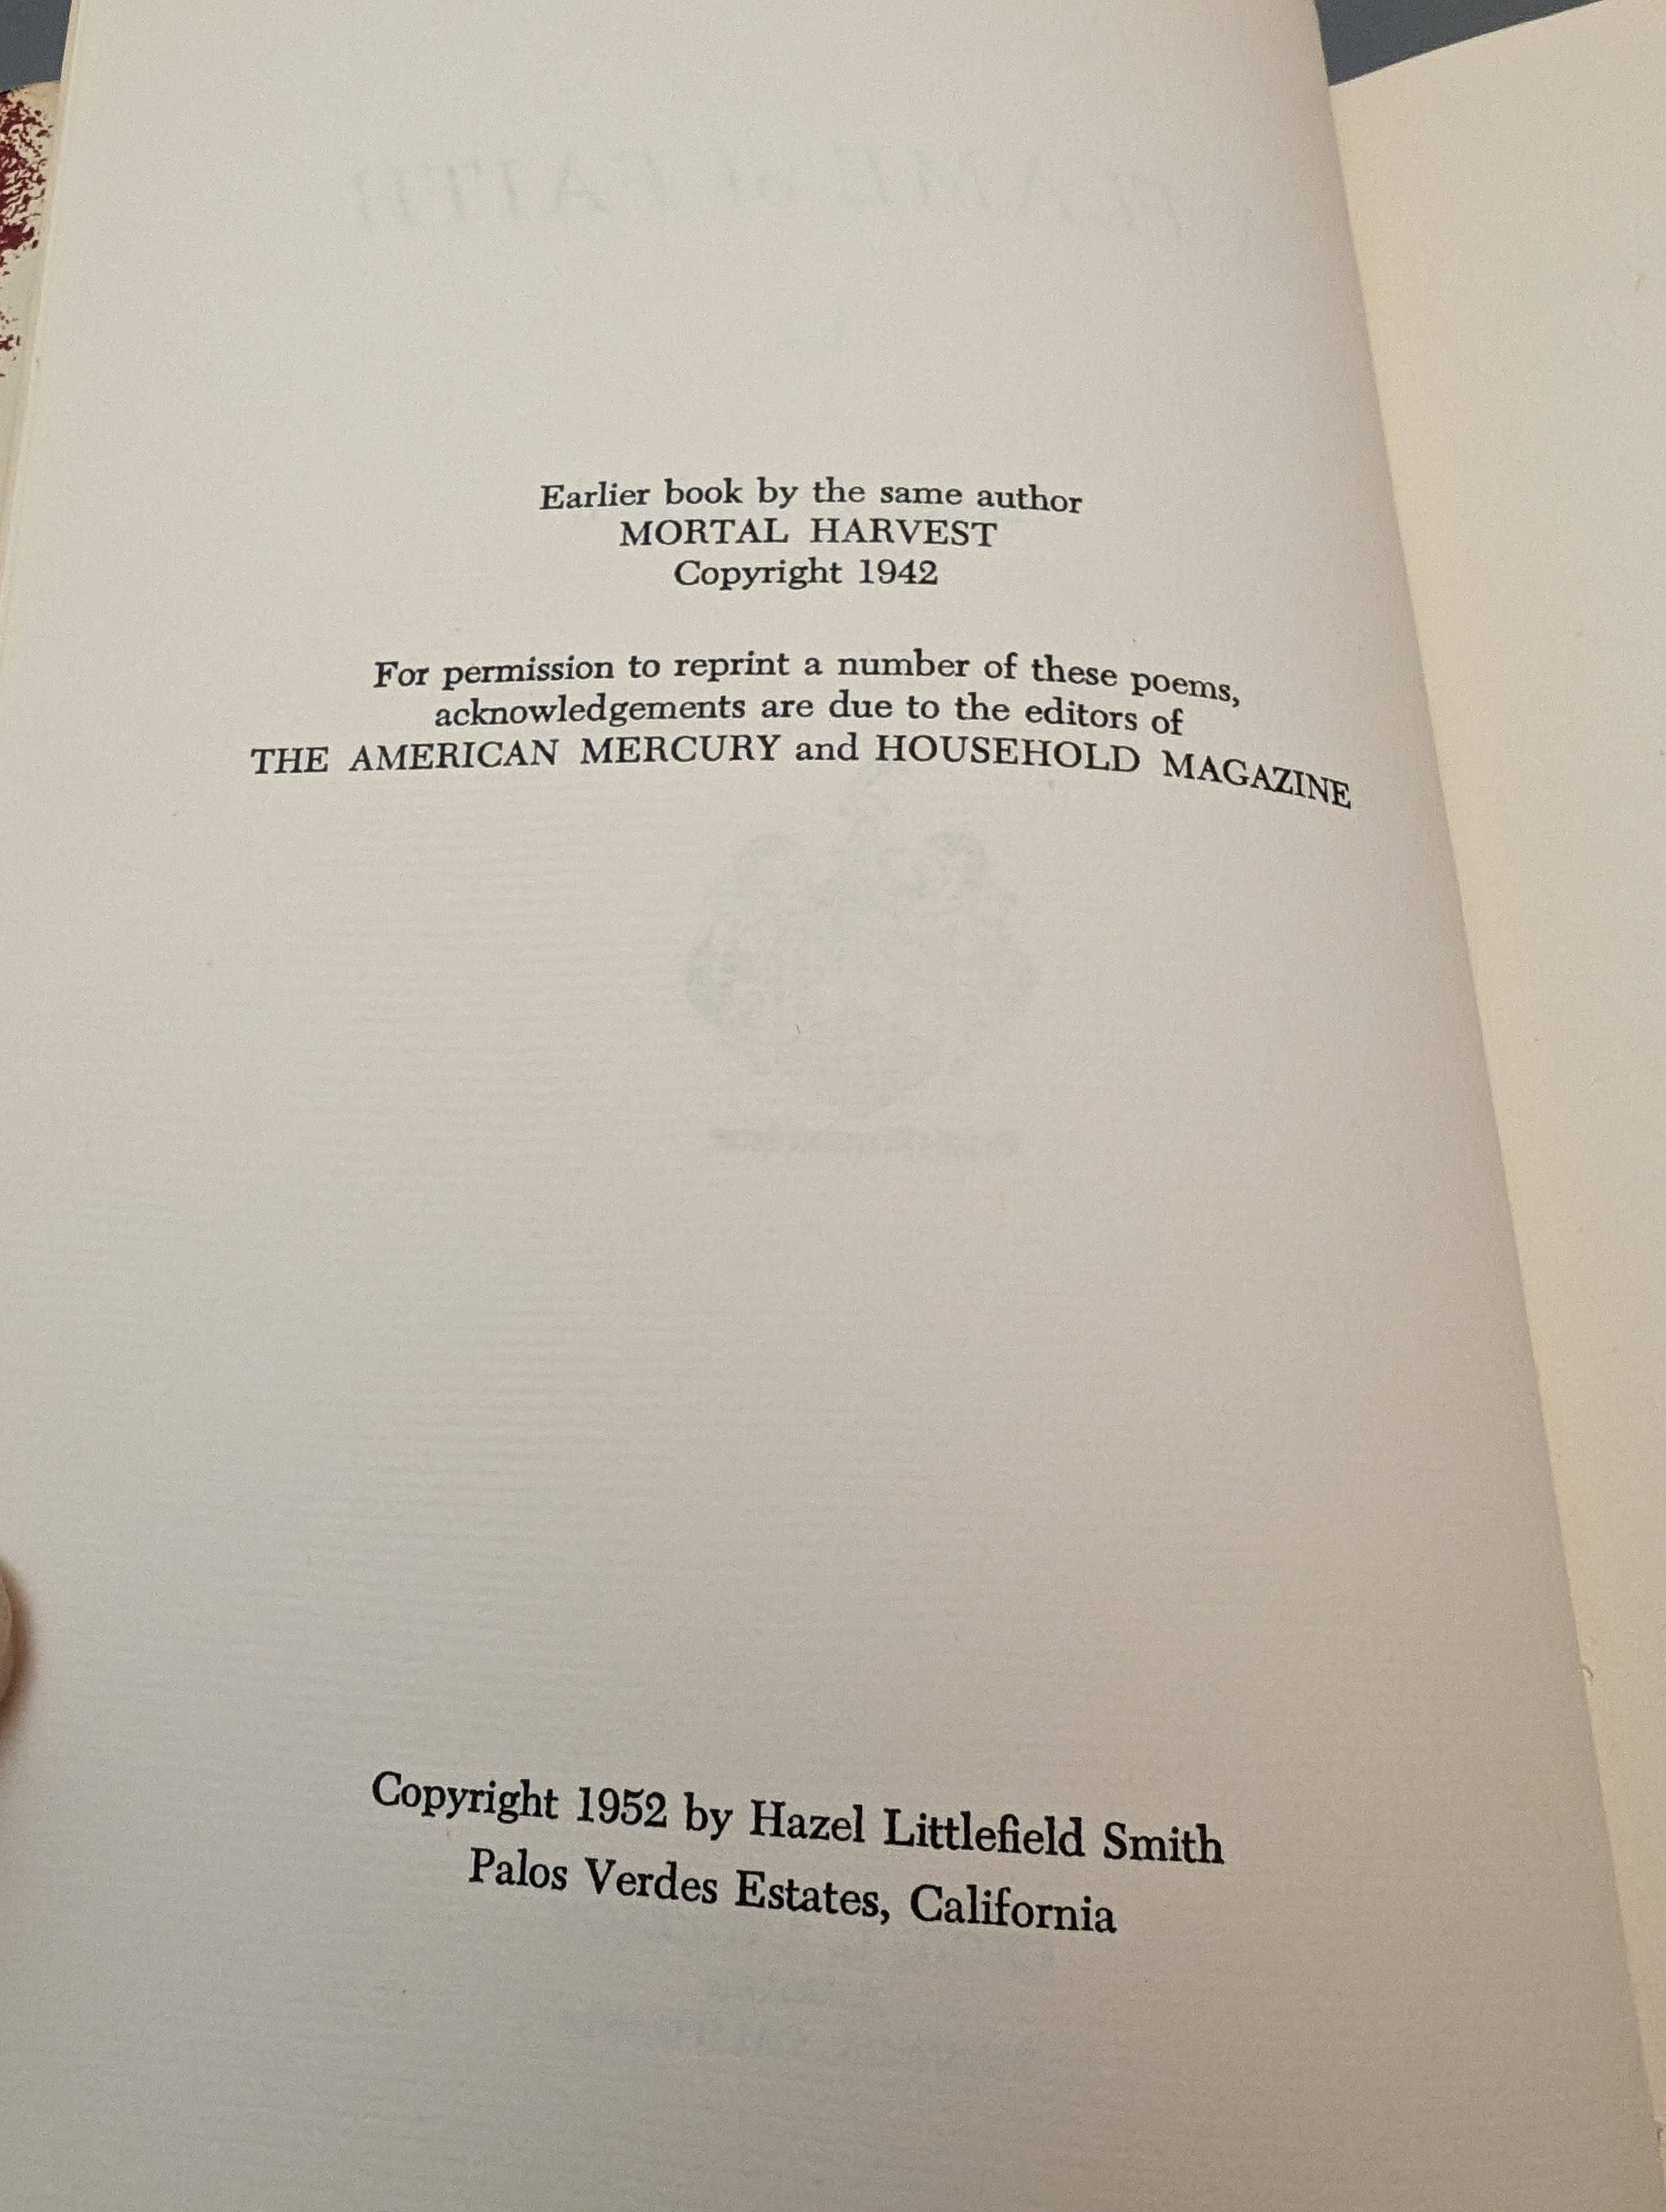 Earlier book by the same author
MORTAL HARVEST
Copyright 1942
For permission to reprint a number of these poems,
acknowledgements are due to the editors of
THE AMERICAN MERCURY and HOUSEHOLD MAGAZINE
Copyright 1952 by Hazel Littlefield Smith
Palos Verdes Estates, California